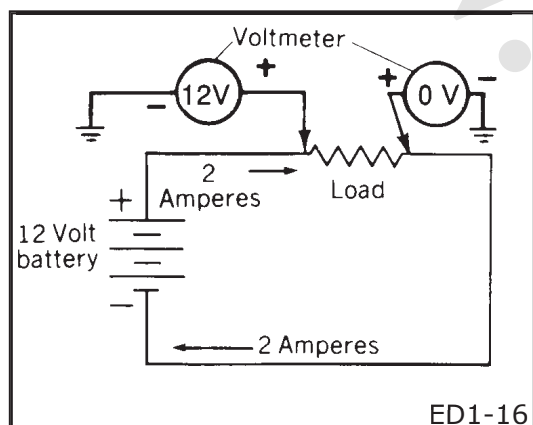 Voltmeter
+
+
−
−
12V
0 V
2
Amperes
Load
+
12 Volt
battery
−
2 Amperes
ED1-16